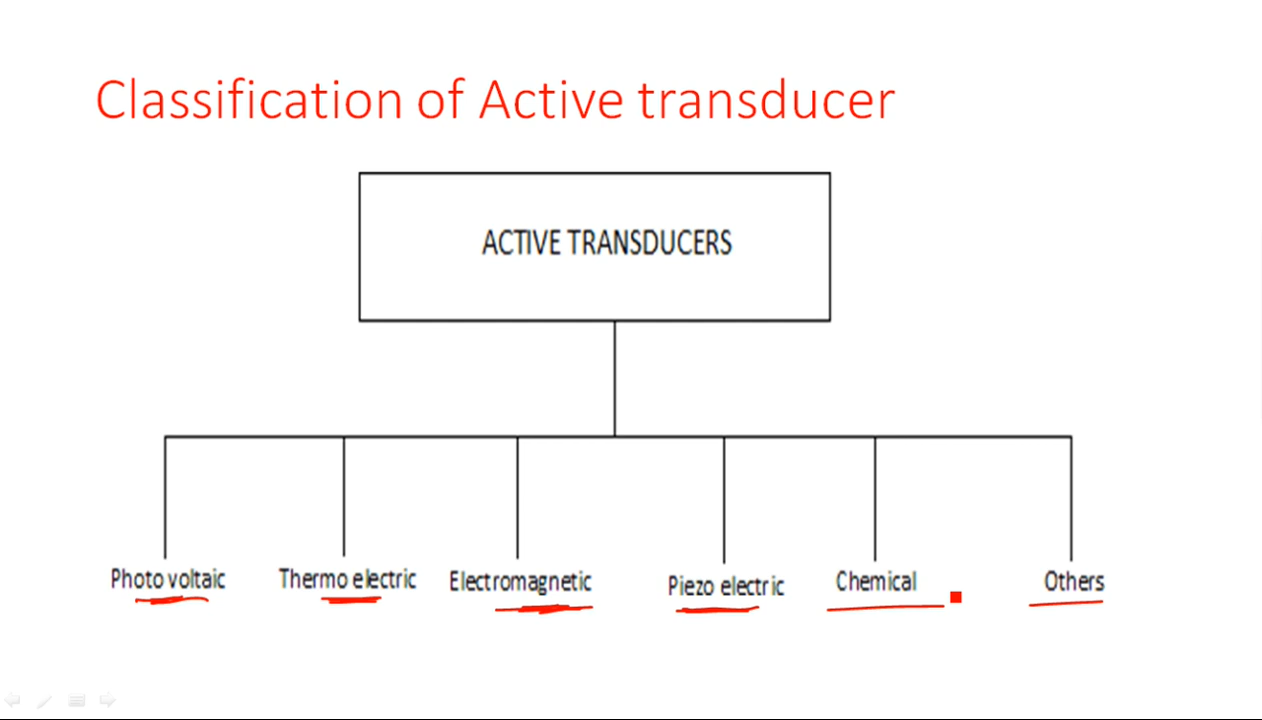 Classification of Active transducer
ACTIVE TRANSDUCERS
Photo voltaic
Thermo electric
Electromagnetic
Piezo electric
Chemical
Others